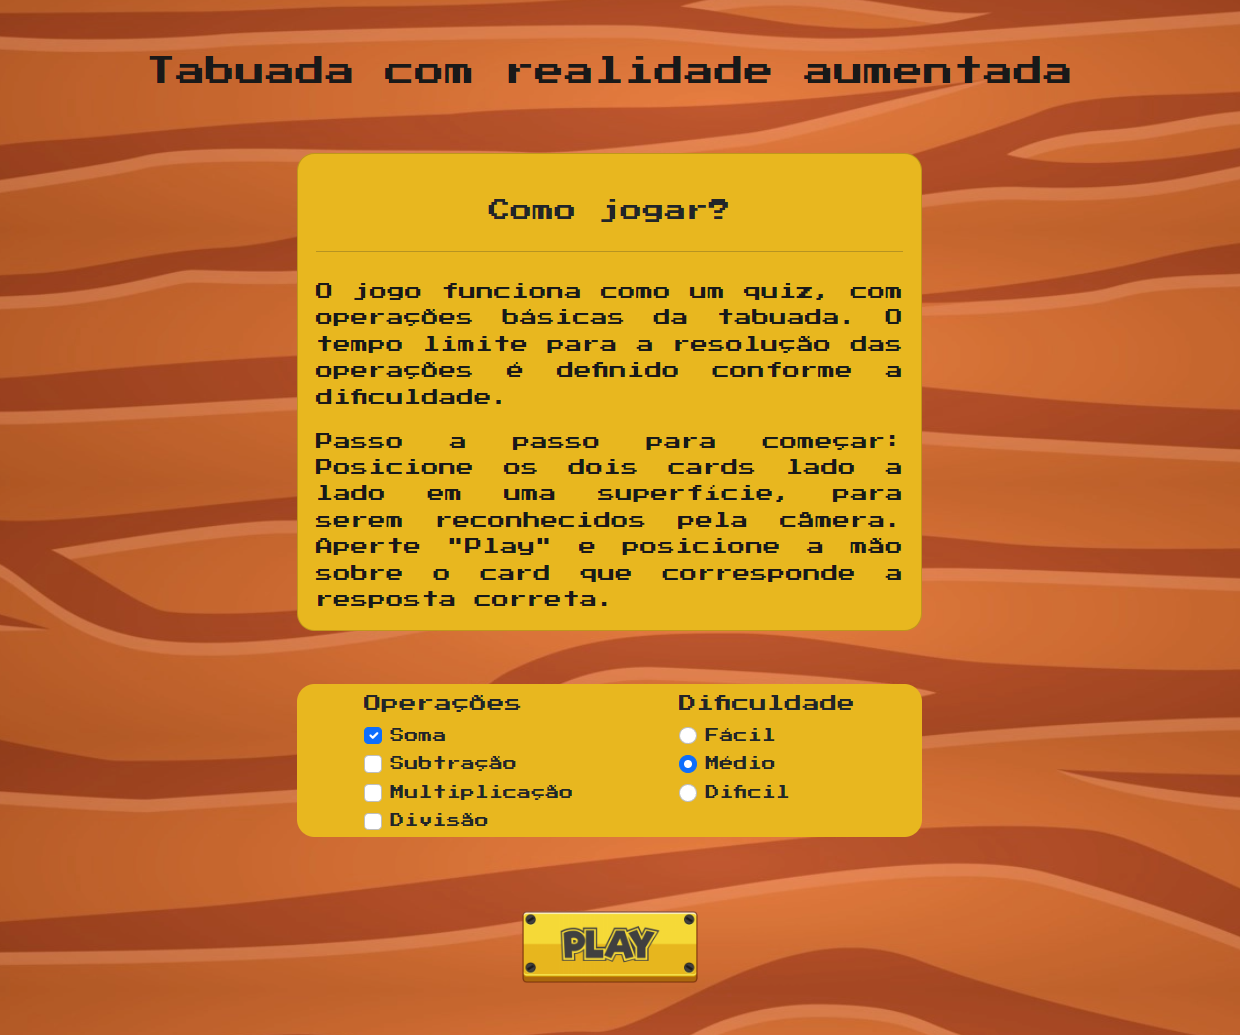 Tabuada com realidade aumentada
Como jogar?
O jogo funciona como um quiz, com
operações básicas da tabuada. O
tempo limite para a resolução das
operações é definido conforme a
dificuldade.
Passo a passo para começar:
Posicione os dois cards lado a
lado em uma superfície, para
serem reconhecidos pela câmera.
Aperte "Play" e posicione a mão
sobre o card que corresponde a
resposta correta.
Operações
Soma
Subtração
Multiplicação
Divisão
Dificuldade
Fácil
Médio
Dificil
PLAY